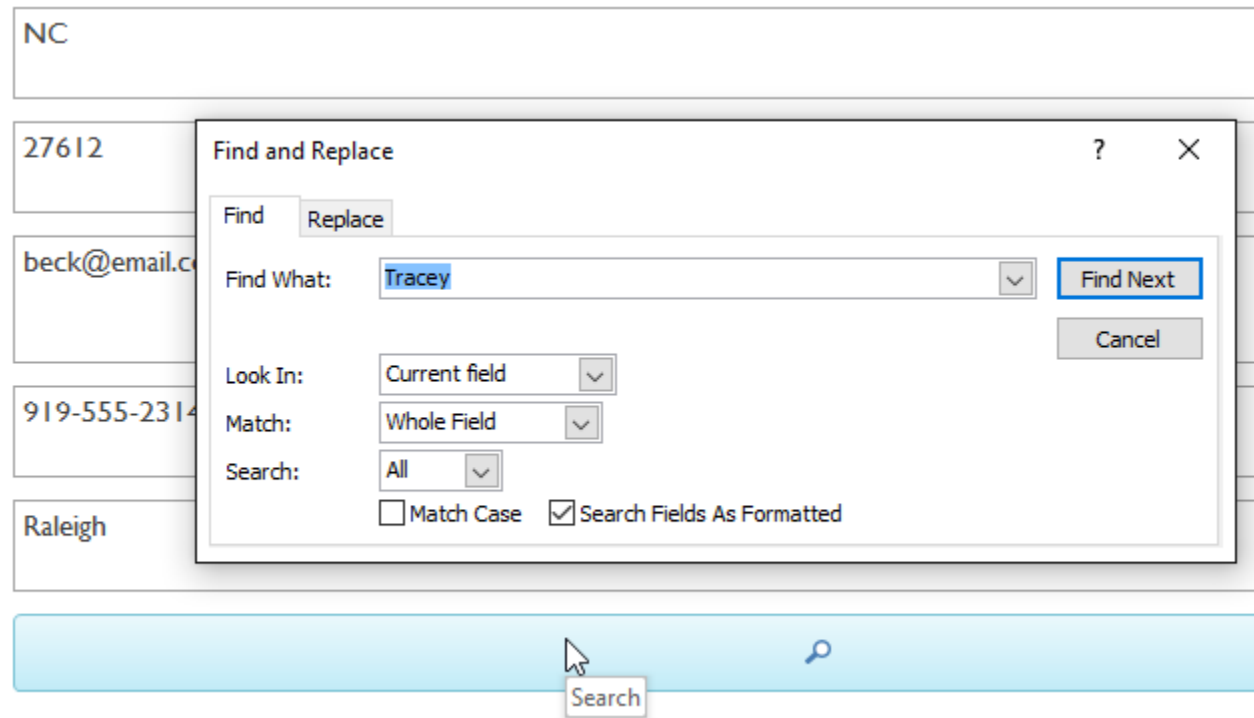 NC
27612
Find and Replace ?
Find Replace
beck@email.c
Find What: Tracey Find Next
Cancel
Look In: Current field
919-555-2314
Match: Whole Field
Search: All
Match Case Search Fields As Formatted
Raleigh
Search